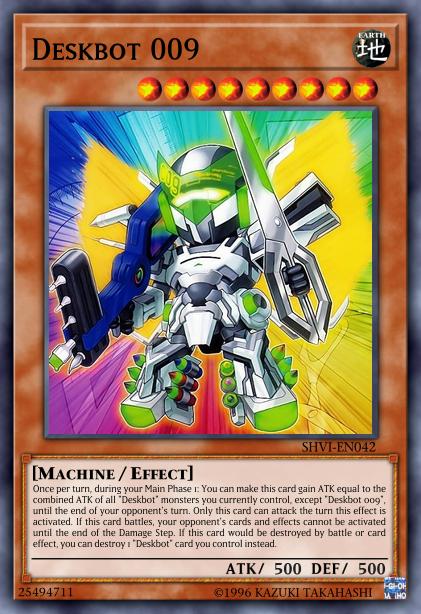 DESKBOT 009
EARTH
地
009
SHVI-EN042
[MACHINE / EFFECT]
Once per turn, during your Main Phase 1: You can make this card gain ATK equal to the
combined ATK of all "Deskbot" monsters you currently control, except "Deskbot 009",
until the end of your opponent's turn. Only this card can attack the turn this effect is
activated. If this card battles, your opponent's cards and effects cannot be activated
until the end of the Damage Step. If this card would be destroyed by battle or card
effect, you can destroy 1 "Deskbot" card you control instead.
ATK/ 500 DEF/ 500
25494711
©1996 KAZUKI TAKAHASHI